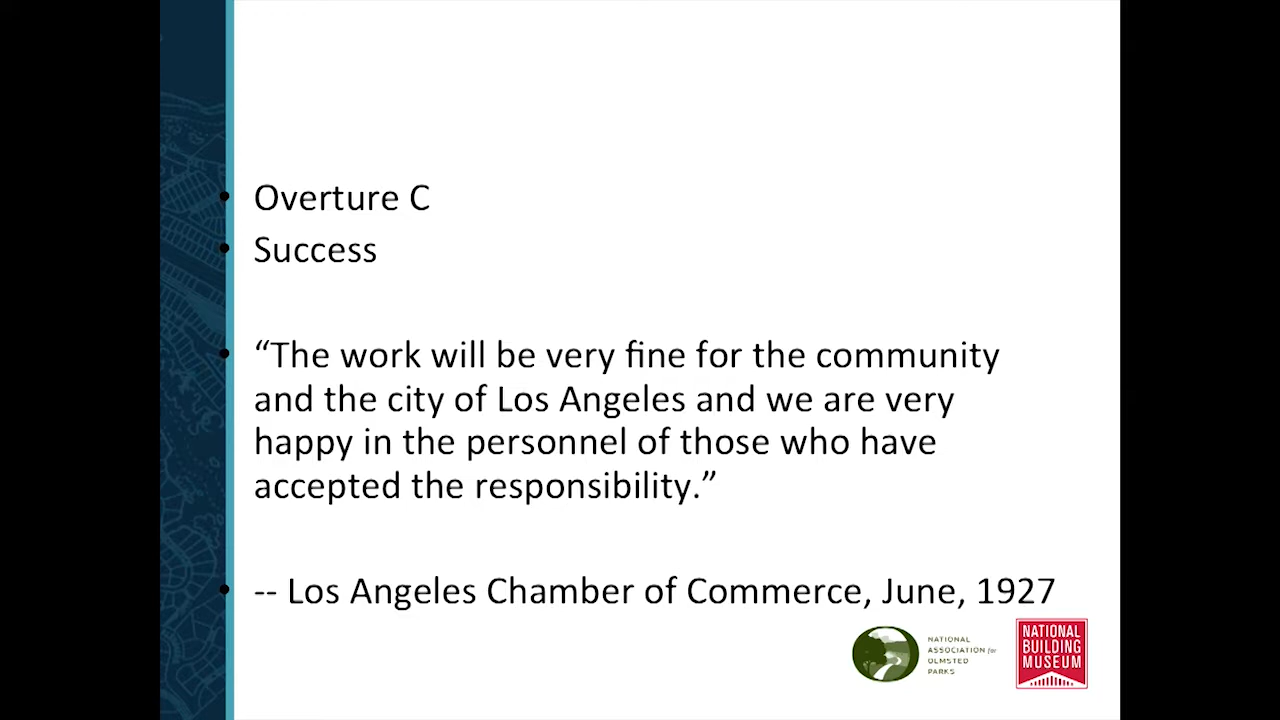 • Overture C
• Success
• “The work will be very fine for the community
and the city of Los Angeles and we are very
happy in the personnel of those who have
accepted the responsibility.”
• -- Los Angeles Chamber of Commerce, June, 1927
NATIONAL
ASSOCIATION for
OLMSTED
PARKS
NATIONAL
BUILDING
MUSEUM